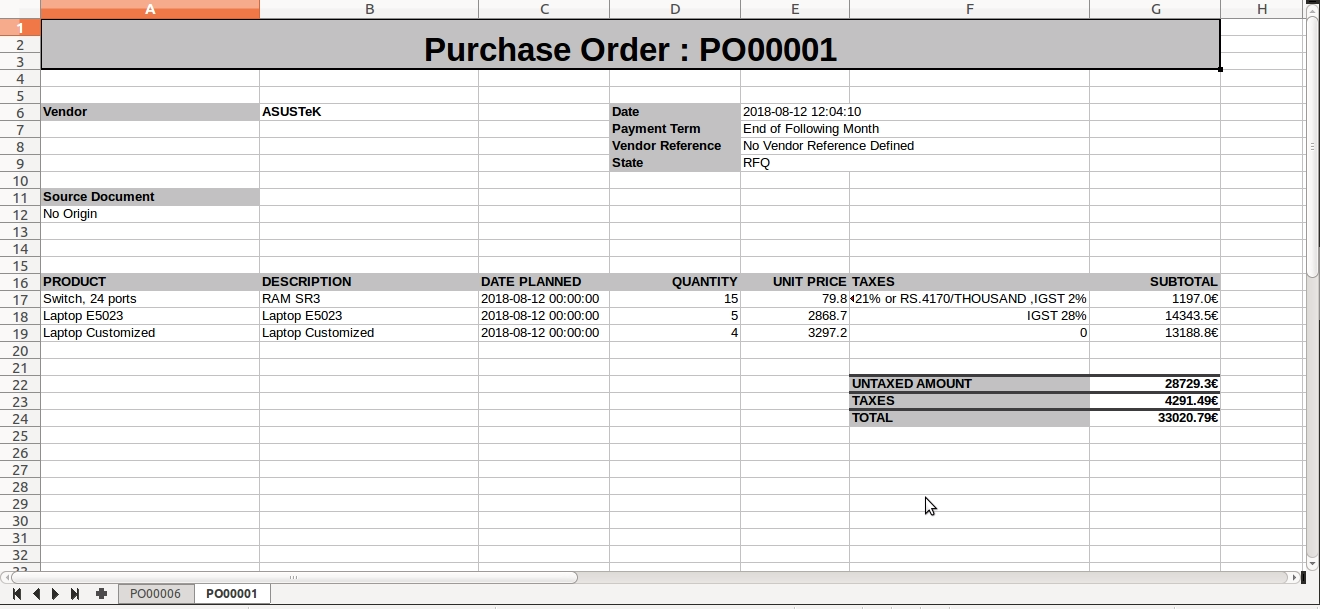 A B C D E F G H
1
2 Purchase Order : PO00001
3
4
5
6 Vendor ASUSTeK Date 2018-08-12 12:04:10
7 Payment Term End of Following Month
8 Vendor Reference No Vendor Reference Defined
9 State RFQ
10
11 Source Document
12 No Origin
13
14
15
16 PRODUCT DESCRIPTION DATE PLANNED QUANTITY UNIT PRICE TAXES SUBTOTAL
17 Switch, 24 ports RAM SR3 2018-08-12 00:00:00 15 79.8 21% or RS.4170/THOUSAND ,IGST 2% 1197.0€
18 Laptop E5023 Laptop E5023 2018-08-12 00:00:00 5 2868.7 IGST 28% 14343.5€
19 Laptop Customized Laptop Customized 2018-08-12 00:00:00 4 3297.2 0 13188.8€
20
21
22 UNTAXED AMOUNT 28729.3€
23 TAXES 4291.49€
24 TOTAL 33020.79€
25
26
27
28
29
30
31
32
PO00006 PO00001